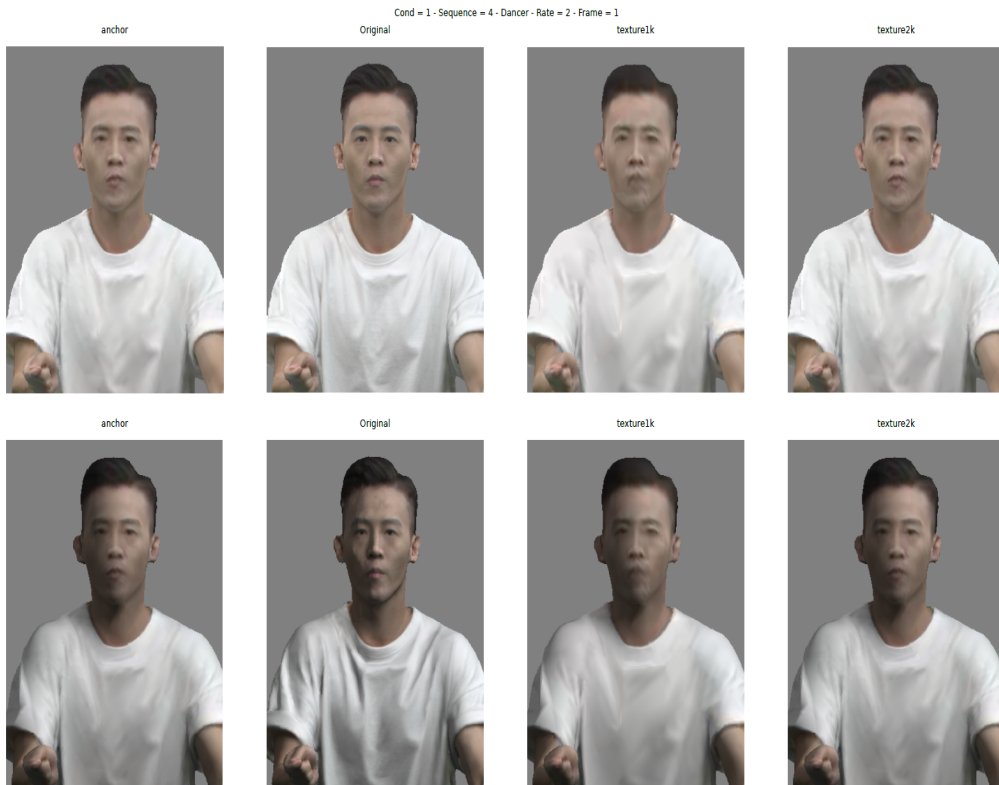 Cond = 1 - Sequence = 4 - Dancer - Rate = 2 - Frame = 1
anchor Original texture1k texture2k
anchor Original texture1k texture2k